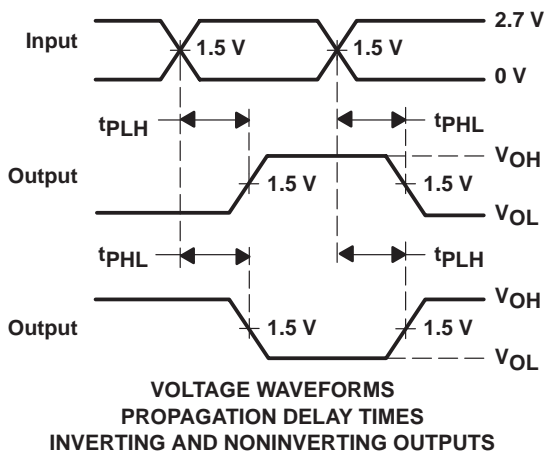 2.7 V
Input
1.5 V 1.5 V
0 V
tPLH tPHL
VOH
Output
1.5 V 1.5 V
VOL
tPHL tPLH
VOH
Output
1.5 V 1.5 V
VOL
VOLTAGE WAVEFORMS
PROPAGATION DELAY TIMES
INVERTING AND NONINVERTING OUTPUTS